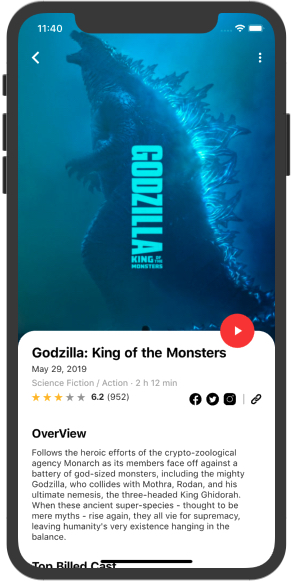 11:40
GODZILLA
KING OF THE
MONSTERS
Godzilla: King of the Monsters
May 29, 2019
Science Fiction / Action · 2 h 12 min
6.2 (952)
OverView
Follows the heroic efforts of the crypto-zoological
agency Monarch as its members face off against a
battery of god-sized monsters, including the mighty
Godzilla, who collides with Mothra, Rodan, and his
ultimate nemesis, the three-headed King Ghidorah.
When these ancient super-species - thought to be
mere myths - rise again, they all vie for supremacy,
leaving humanity's very existence hanging in the
balance.
Top Billed Cast